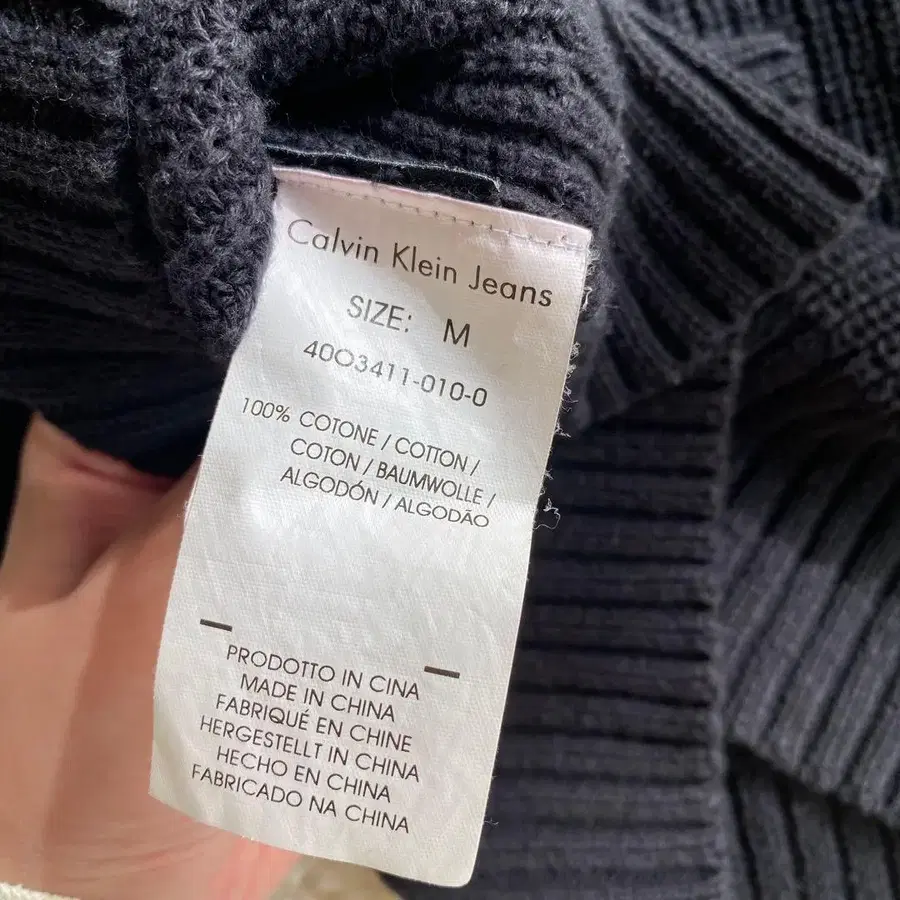 Calvin Klein Jeans
SIZE: M
40O3411-010-0
100% COTONE / COTTON /
COTON / BAUMWOLLE /
ALGODÓN / ALGODÃO
PRODOTTO IN CINA
MADE IN CHINA
FABRIQUÉ EN CHINE
HERGESTELLT IN CHINA
HECHO EN CHINA
FABRICADO NA CHINA